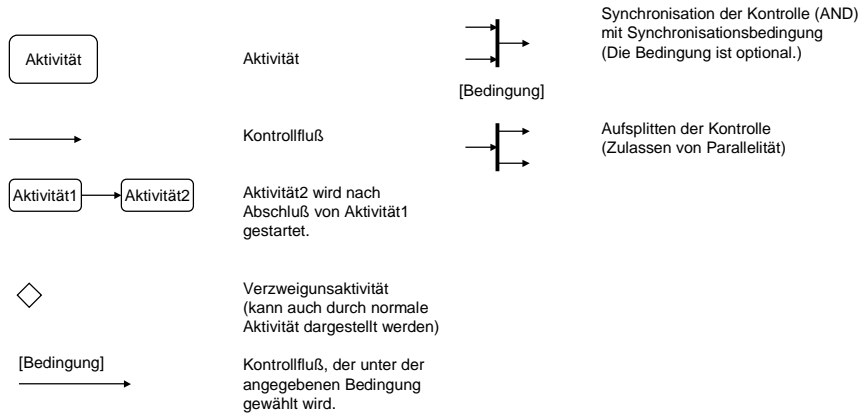 Aktivität
Aktivität
Kontrollfluß
Aktivität1
Aktivität2
Aktivität2 wird nach
Abschluß von Aktivität1
gestartet.
Verzweigunsaktivität
(kann auch durch normale
Aktivität dargestellt werden)
[Bedingung]
Kontrollfluß, der unter der
angegebenen Bedingung
gewählt wird.
[Bedingung]
Synchronisation der Kontrolle (AND)
mit Synchronisationsbedingung
(Die Bedingung ist optional.)
Aufsplitten der Kontrolle
(Zulassen von Parallelität)